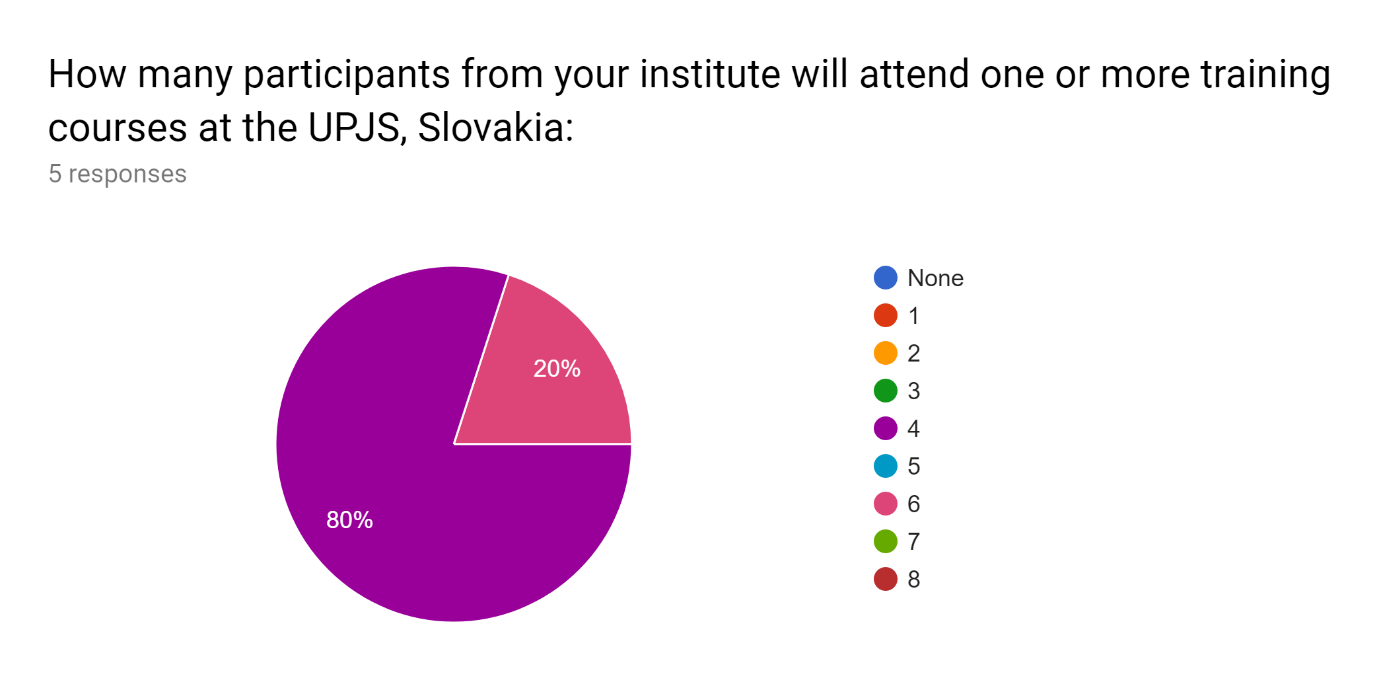 How many participants from your institute will attend one or more training
courses at the UPJS, Slovakia:
5 responses
20%
80%
None
1
2
3
4
5
6
7
8